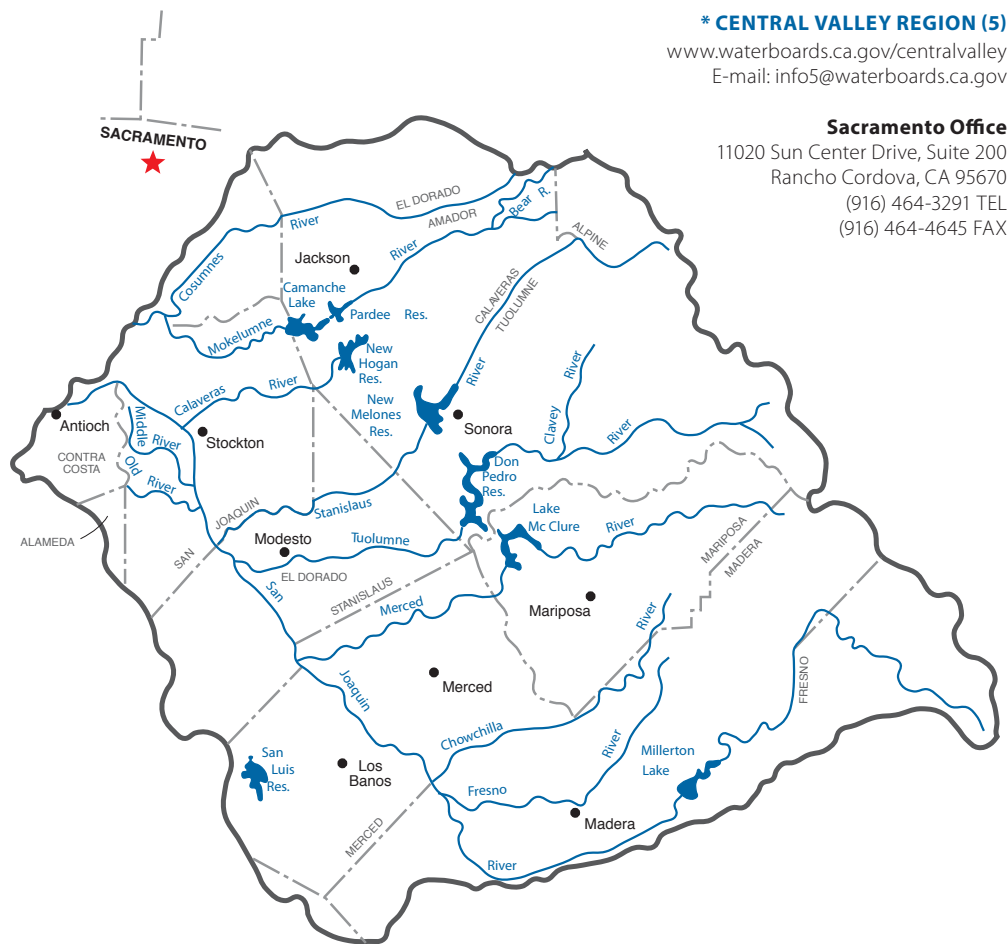 * CENTRAL VALLEY REGION (5)
www.waterboards.ca.gov/centralvalley
E-mail: info5@waterboards.ca.gov
Sacramento Office
11020 Sun Center Drive, Suite 200
Rancho Cordova, CA 95670
(916) 464-3291 TEL
(916) 464-4645 FAX
SACRAMENTO
EL DORADO
Bear R.
River
AMADOR
River
ALPINE
Jackson
Cosumnes
Camanche
Lake
CALAVERAS
TUOLUMNE
Pardee Res.
Mokelumne
New
Hogan
Res.
River
River
Calaveras
River
New
Melones
Res.
Clavey
River
Antioch
Middle
River
Stockton
Sonora
CONTRA
COSTA
Old
River
Don
Pedro
Res.
JOAQUIN
Stanislaus
Lake
Mc Clure
River
ALAMEDA
SAN
Modesto
Tuolumne
MARIPOSA
MADERA
EL DORADO
San
STANISLAUS
Merced
Mariposa
River
Joaquin
Merced
FRESNO
Chowchilla
River
San
Luis
Res.
Los
Banos
Millerton
Lake
Fresno
Madera
MERCED
River